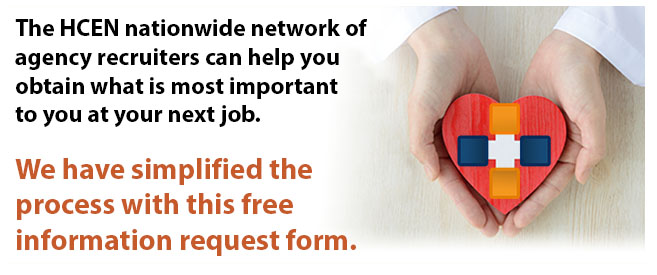 The HCEN nationwide network of
agency recruiters can help you
obtain what is most important
to you at your next job.
We have simplified the
process with this free
information request form.